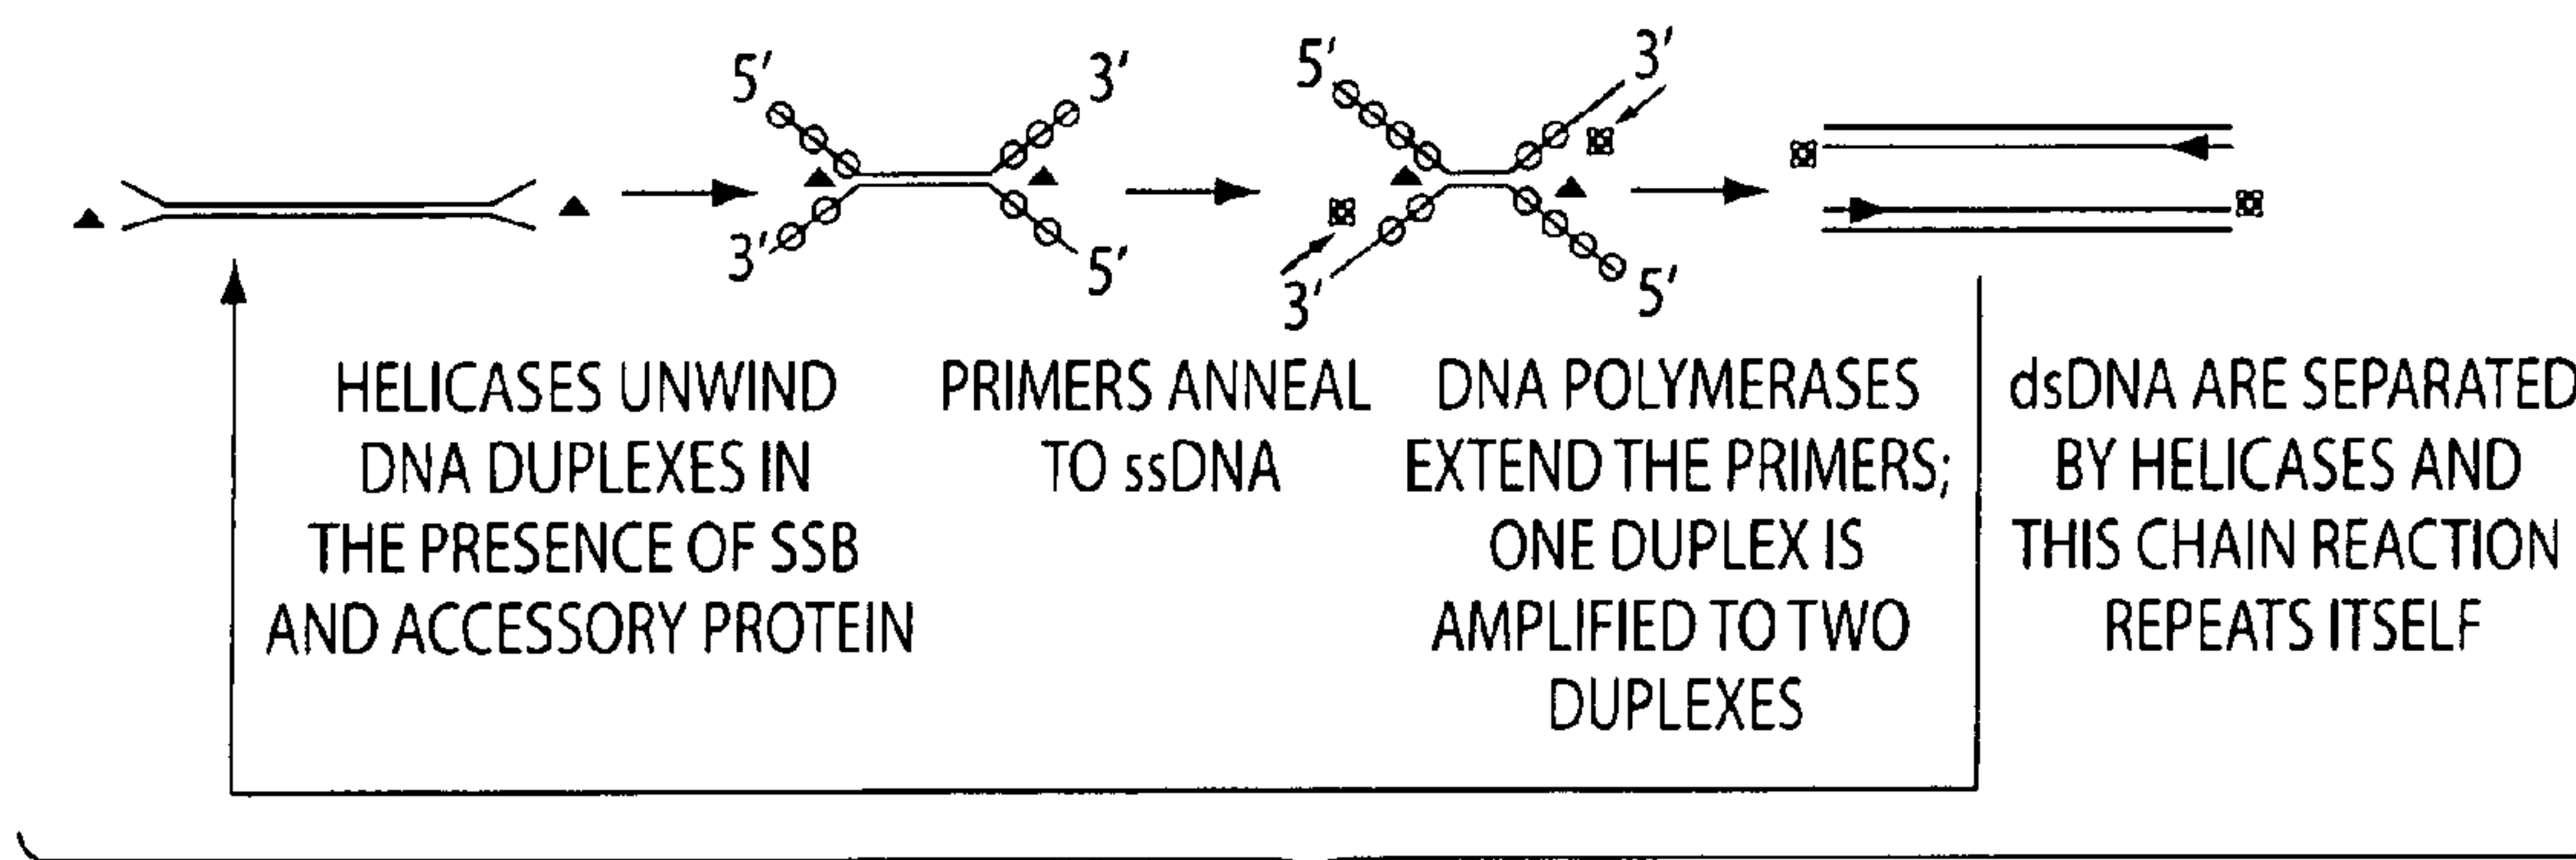 5' 3' 5' 3'
3' 5' 3' 5'
HELICASES UNWIND
DNA DUPLEXES IN
THE PRESENCE OF SSB
AND ACCESSORY PROTEIN
PRIMERS ANNEAL
TO ssDNA
DNA POLYMERASES
EXTEND THE PRIMERS;
ONE DUPLEX IS
AMPLIFIED TO TWO
DUPLEXES
dsDNA ARE SEPARATED
BY HELICASES AND
THIS CHAIN REACTION
REPEATS ITSELF